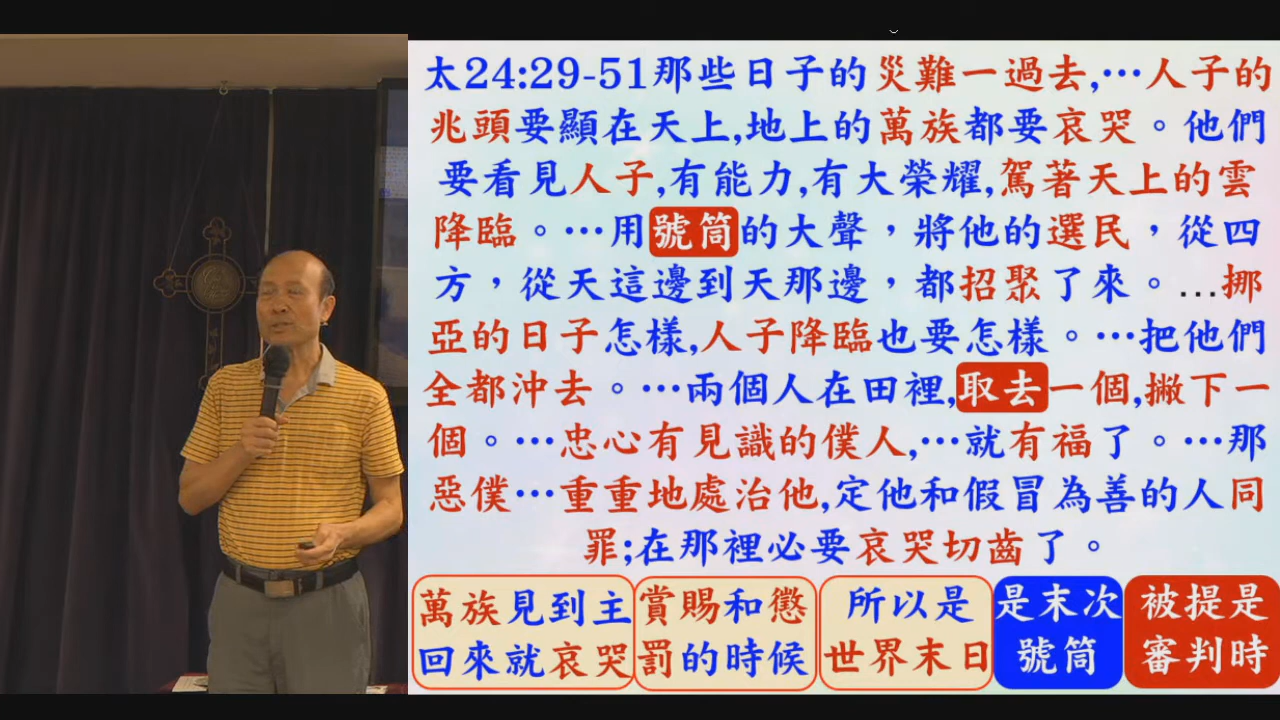 太24:29-51那些日子的災難一過去,…人子的
兆頭要顯在天上,地上的萬族都要哀哭。他們
要看見人子,有能力,有大榮耀,駕著天上的雲
降臨。…用號筒的大聲，將他的選民，從四
方，從天這邊到天那邊，都招聚了來。…挪
亞的日子怎樣,人子降臨也要怎樣。…把他們
全都沖去。…兩個人在田裡,取去一個,撇下一
個。…忠心有見識的僕人,…就有福了。…那
惡僕…重重地處治他,定他和假冒為善的人同
罪;在那裡必要哀哭切齒了。
萬族見到主
回來就哀哭
賞賜和懲
罰的時候
所以是
世界末日
是末次
號筒
被提是
審判時